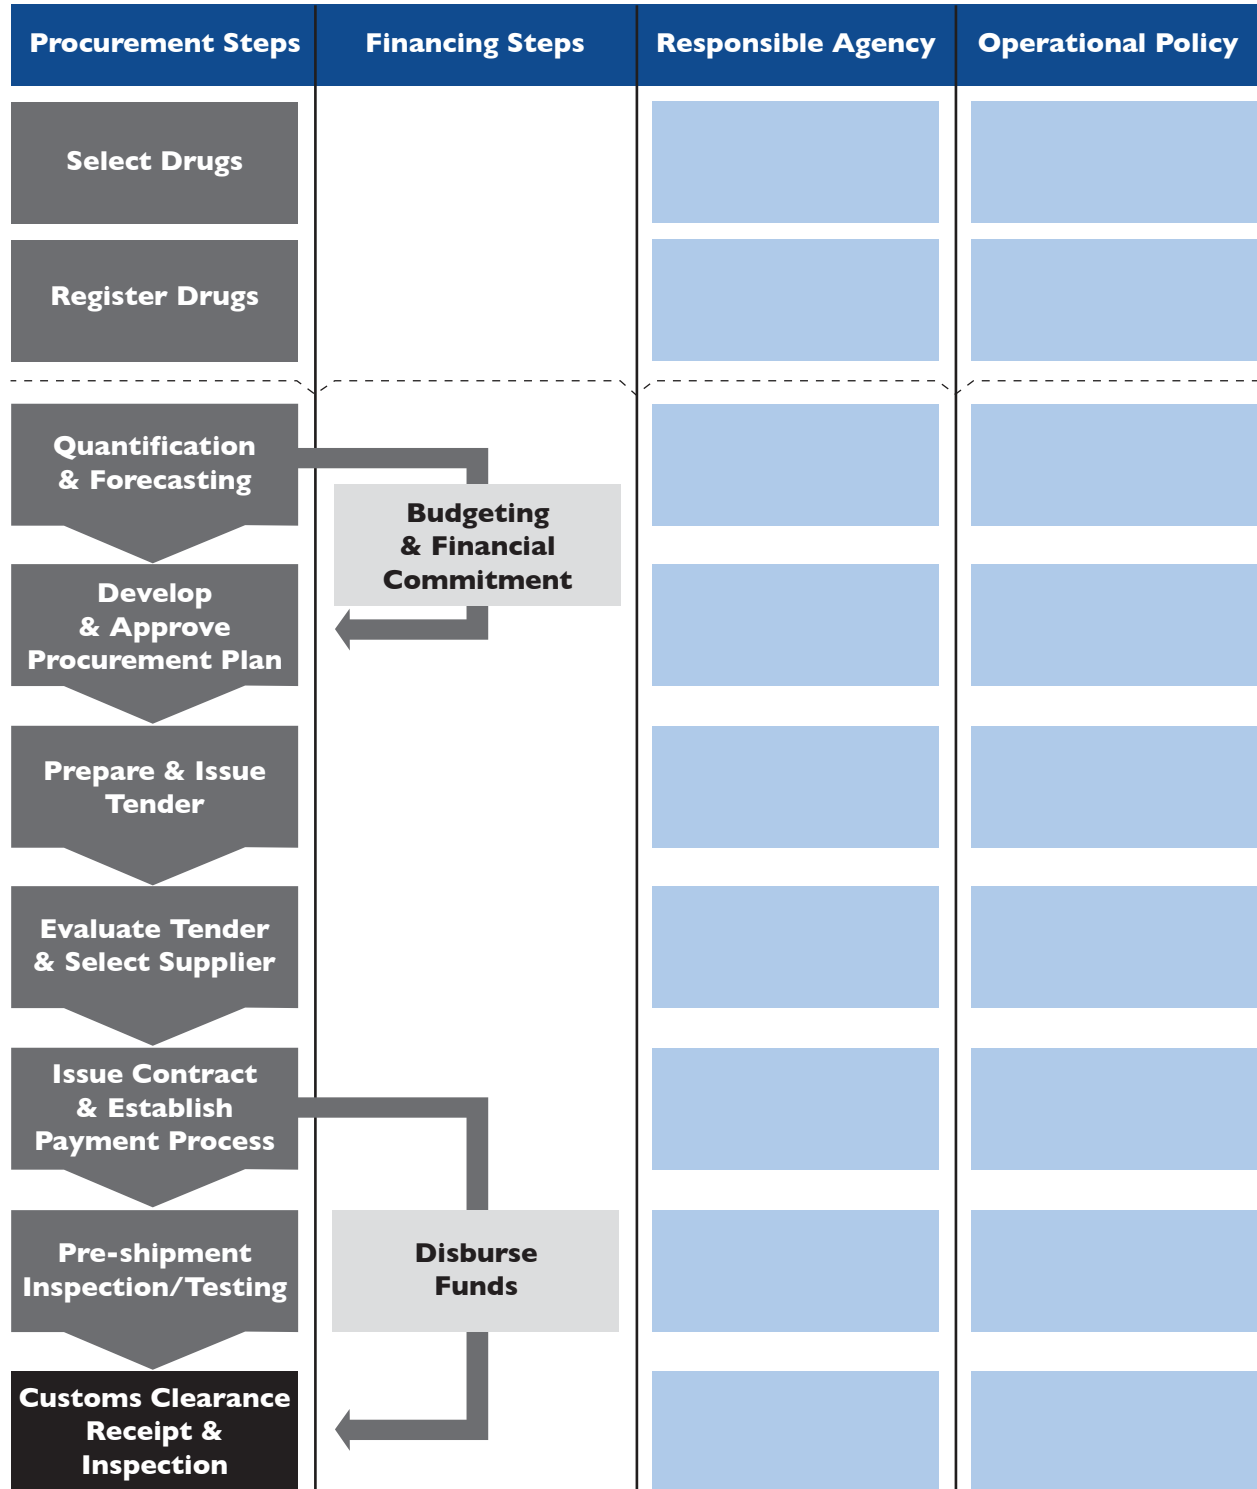 Procurement Steps
Financing Steps
Responsible Agency
Operational Policy
Select Drugs
Register Drugs
Quantification
& Forecasting
Budgeting
& Financial
Commitment
Develop
& Approve
Procurement Plan
Prepare & Issue
Tender
Evaluate Tender
& Select Supplier
Issue Contract
& Establish
Payment Process
Pre-shipment
Inspection/Testing
Disburse
Funds
Customs Clearance
Receipt &
Inspection